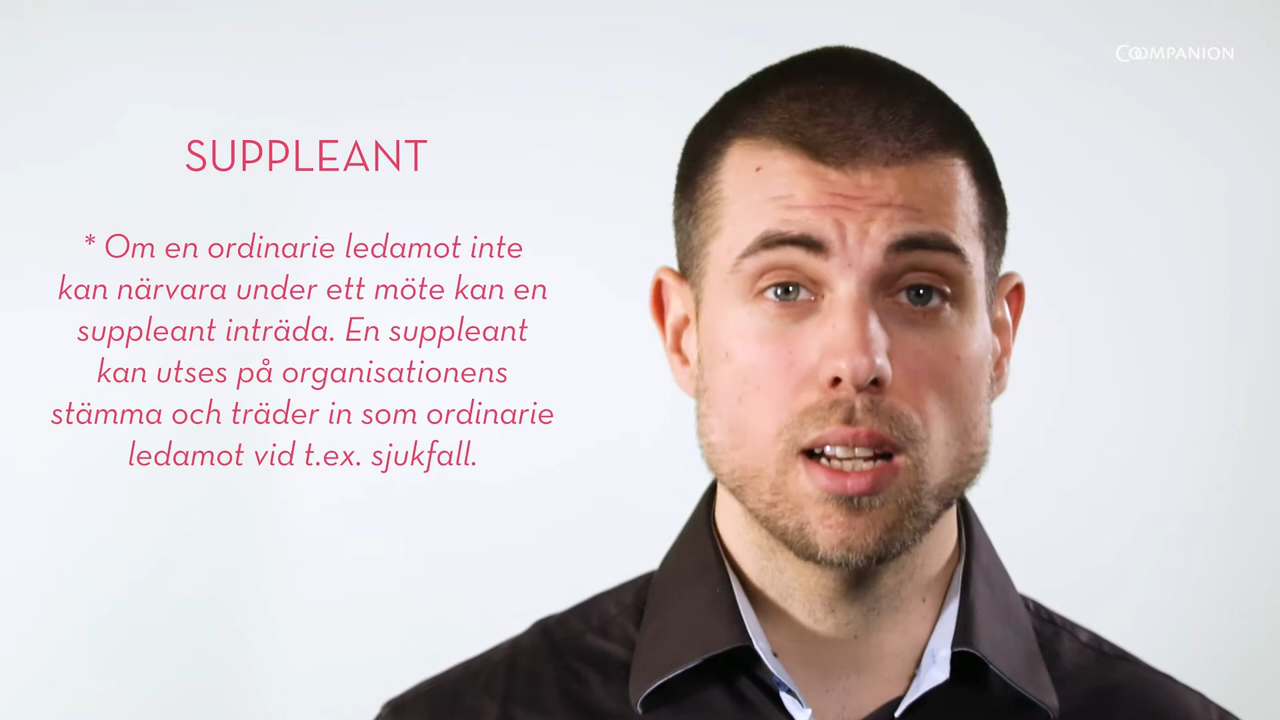 COOMPANION
SUPPLEANT
* Om en ordinarie ledamot inte
kan närvara under ett möte kan en
suppleant inträda. En suppleant
kan utses på organisationens
stämma och träder in som ordinarie
ledamot vid t.ex. sjukfall.